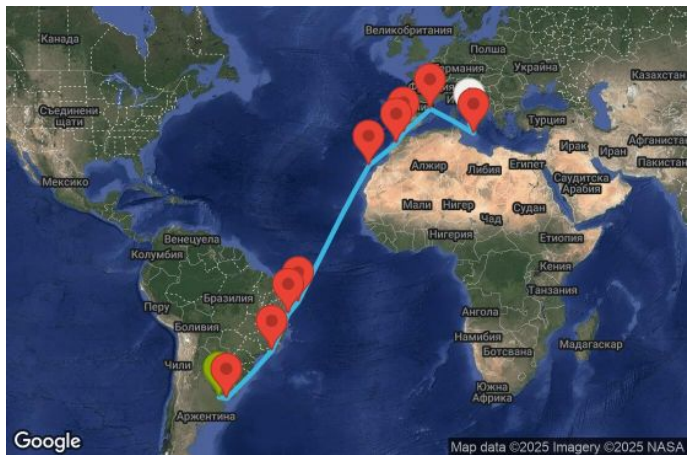 Канада
Великобритания
Полша
Германия
Украйна
Казахстан
Съединени
щати
Турция
Афганистан
Ирак
Иран
Пакистан
Мексико
Алжир
Либия
Египет
Саудитска
Арабия
Мали
Нигер
Чад
Судан
Венецуела
Колумбия
Нигерия
Етиопия
Кения
Перу
Бразилия
Танзания
Боливия
Ангола
Намибия
Ботсвана
Мадагаскар
Чили
Южна
Африка
Аржентина
Google
Map data ©2025 Imagery ©2025 NASA